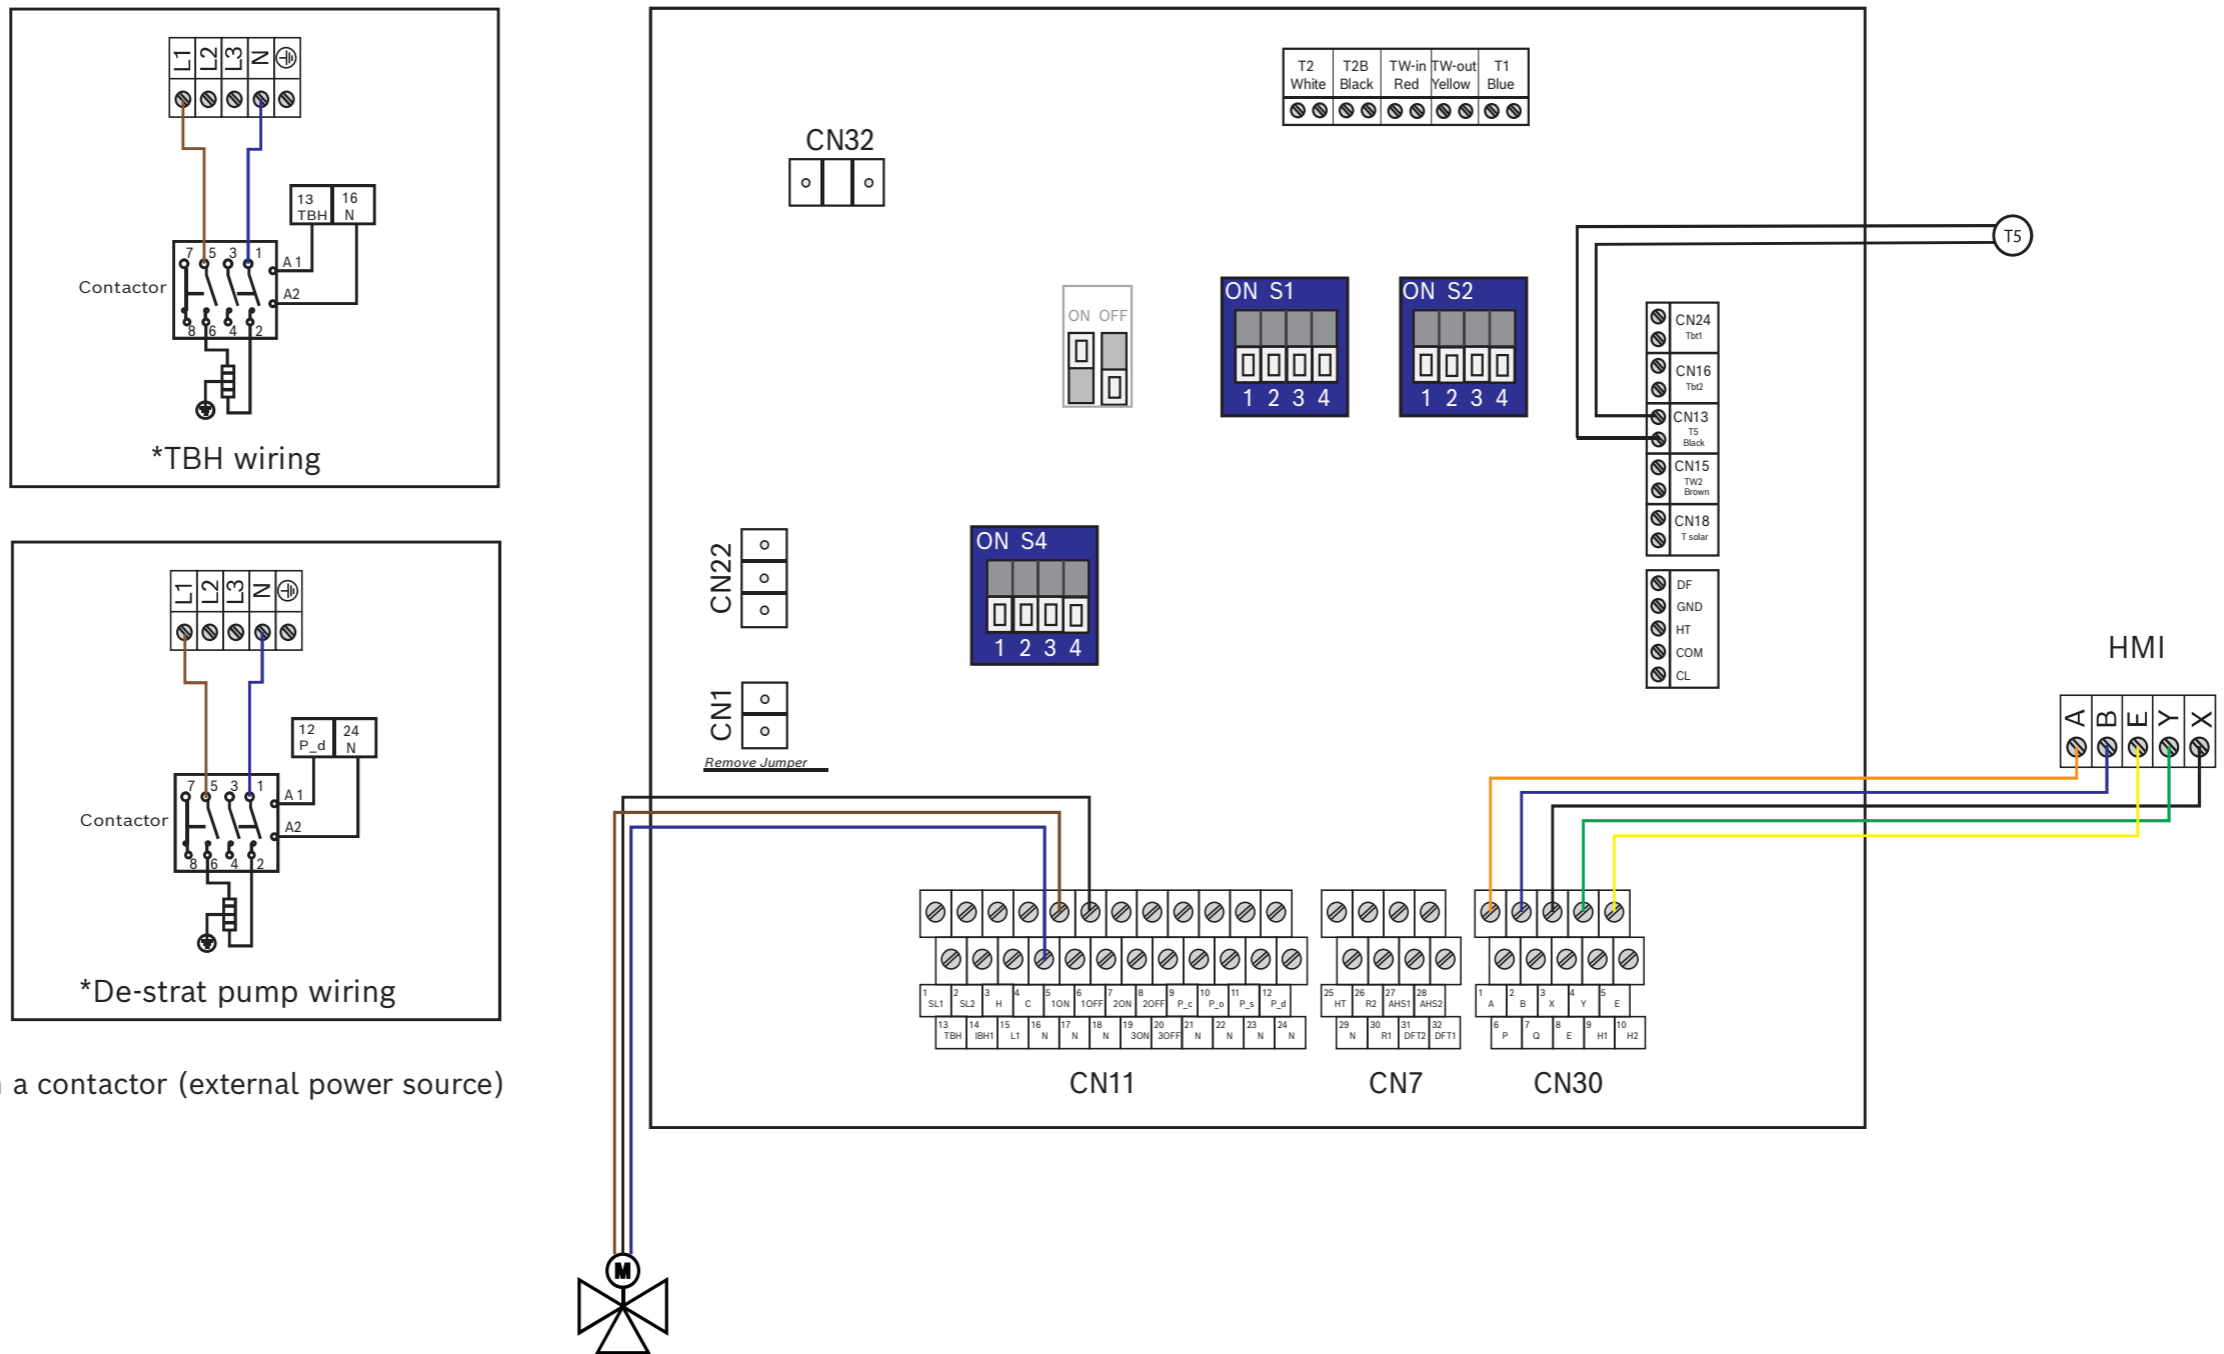 L1 L2 L3 N
13 16
TBH N
7 5 3 1
A1
A2
Contactor
8 6 4 2
*TBH wiring
L1 L2 L3 N
12 24
P_d N
7 5 3 1
A1
A2
Contactor
8 6 4 2
*De-strat pump wiring
a contactor (external power source)
T2 T2B TW-in TW-out T1
White Black Red Yellow Blue
CN32
T5
ON OFF
ON S1
1 2 3 4
ON S2
1 2 3 4
CN24
Tbt1
CN16
Tbt2
CN13
T5
Black
CN15
TW2
Brown
CN18
T solar
CN22
ON S4
1 2 3 4
DF
GND
HT
COM
CL
CN1
Remove Jumper
HMI
A B E Y X
1 2 3 4 5 6 7 8 9 10 11 12
SL1 SL2 H C 1ON 1OFF 2ON 2OFF P_c P_o P_s P_d
13 14 15 16 17 18 19 20 21 22 23 24
TBH IBH1 L1 N N N 3ON 3OFF N N N N
CN11
25 26 27 28
HT R2 AHS1 AHS2
29 30 31 32
N R1 DFT2 DFT1
CN7
1 2 3 4 5
A B X Y E
6 7 8 9 10
P Q E H1 H2
CN30
M